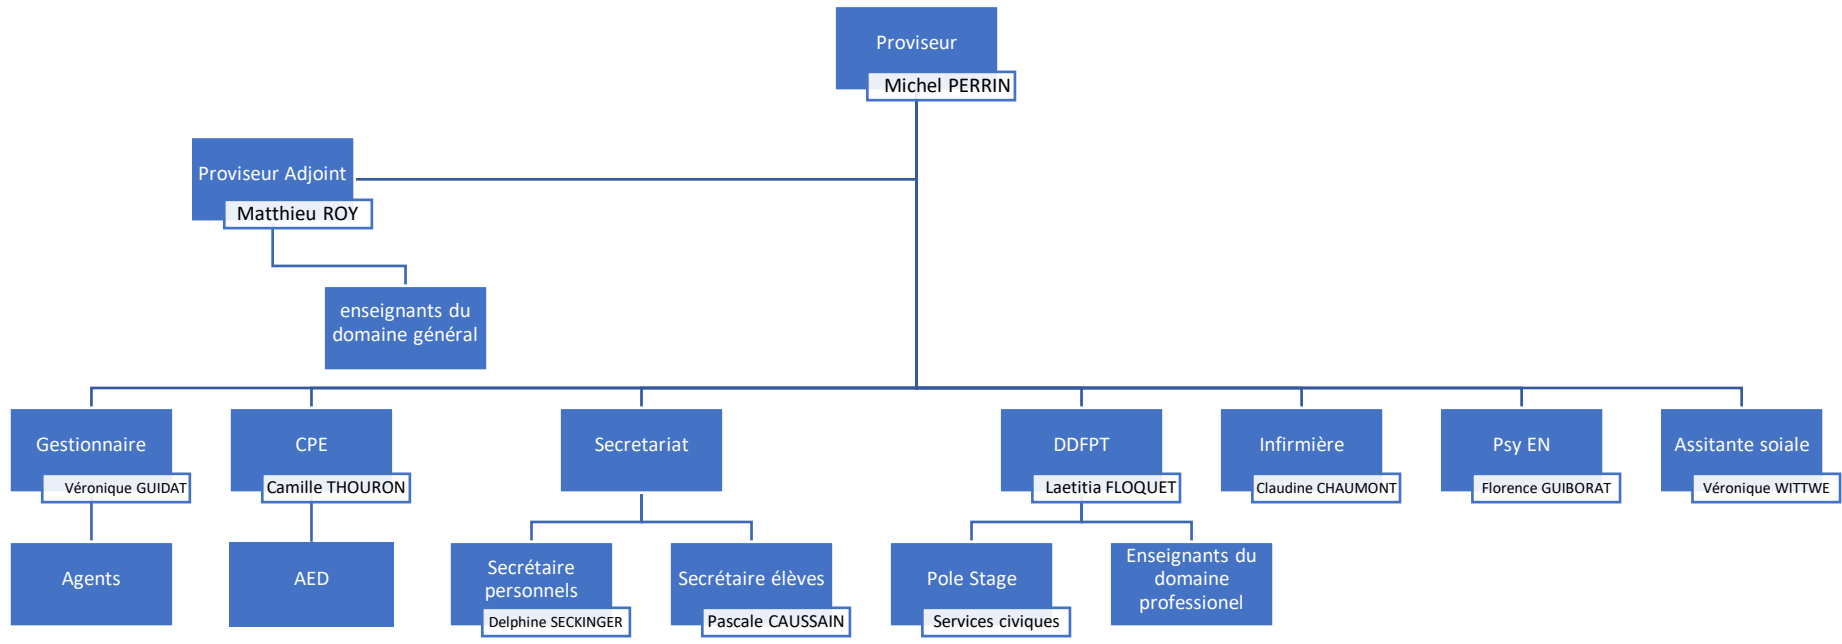 Proviseur
Michel PERRIN
Proviseur Adjoint
Matthieu ROY
enseignants du
domaine général
Gestionnaire
Véronique GUIDAT
CPE
Camille THOURON
Secretariat
DDFPT
Laetitia FLOQUET
Infirmière
Claudine CHAUMONT
Psy EN
Florence GUIBORAT
Assitante soiale
Véronique WITTWE
Agents
AED
Secrétaire
personnels
Delphine SECKINGER
Secrétaire élèves
Pascale CAUSSAIN
Pole Stage
Services civiques
Enseignants du
domaine
professionel